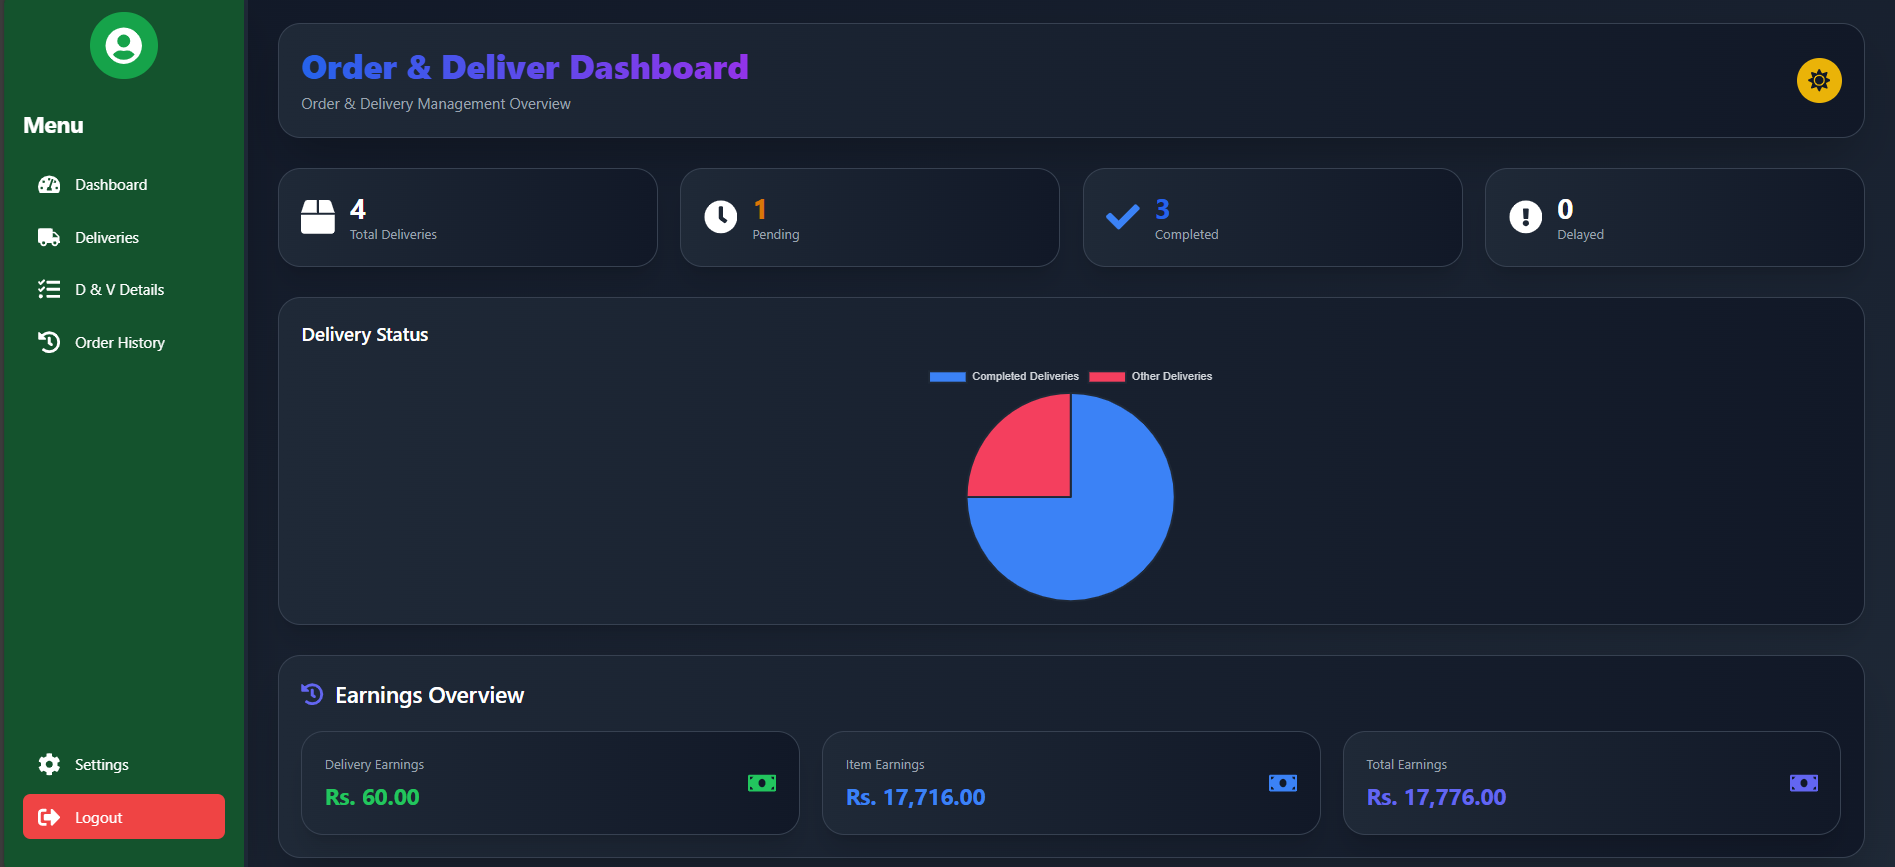 Menu
Dashboard
Deliveries
D & V Details
Order History
Settings
Logout
Order & Deliver Dashboard
Order & Delivery Management Overview
4
Total Deliveries
1
Pending
3
Completed
0
Delayed
Delivery Status
Completed Deliveries
Other Deliveries
Earnings Overview
Delivery Earnings
Rs. 60.00
Item Earnings
Rs. 17,716.00
Total Earnings
Rs. 17,776.00